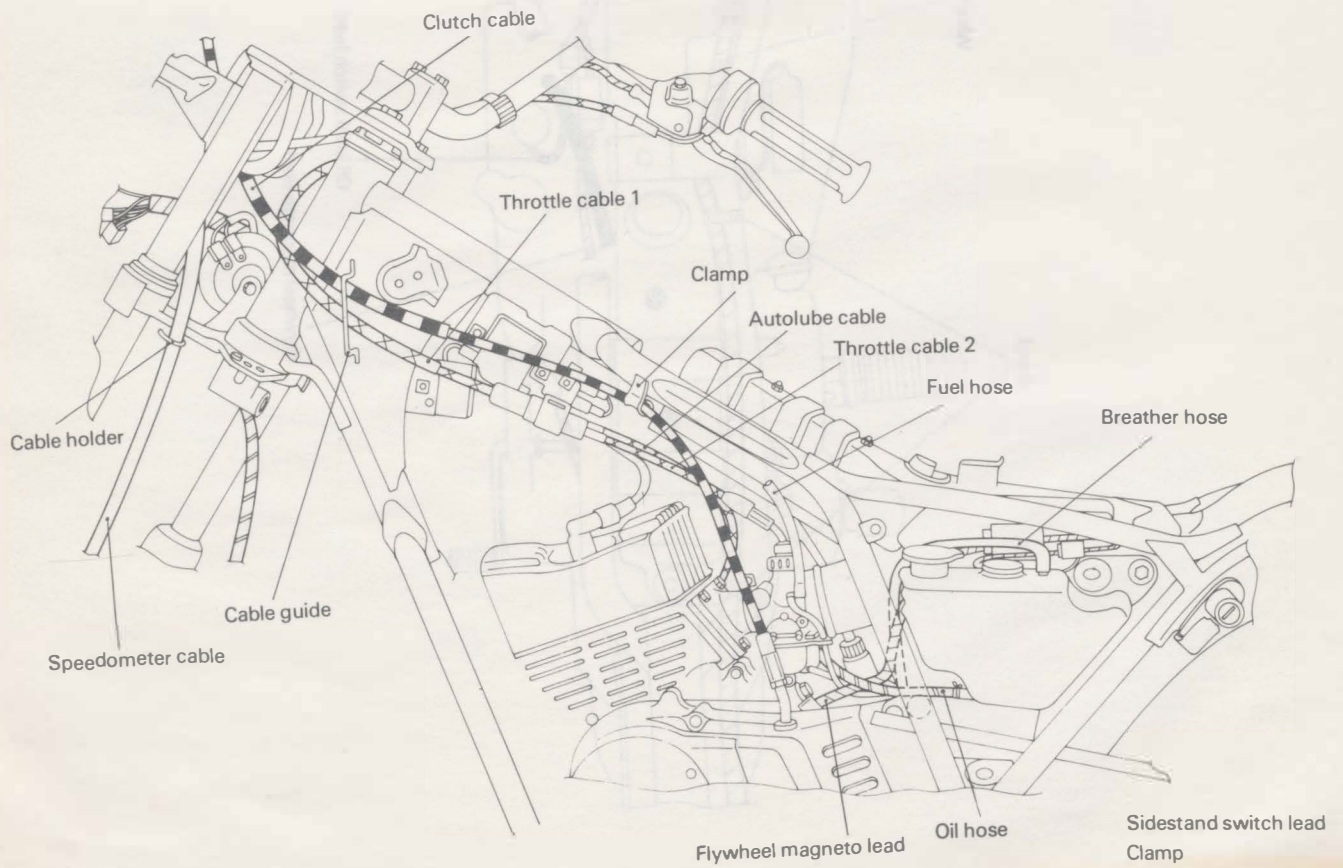 Clutch cable
Throttle cable 1
Clamp
Autolube cable
Throttle cable 2
Fuel hose
Breather hose
Cable holder
Cable guide
Speedometer cable
Flywheel magneto lead
Oil hose
Sidestand switch lead
Clamp